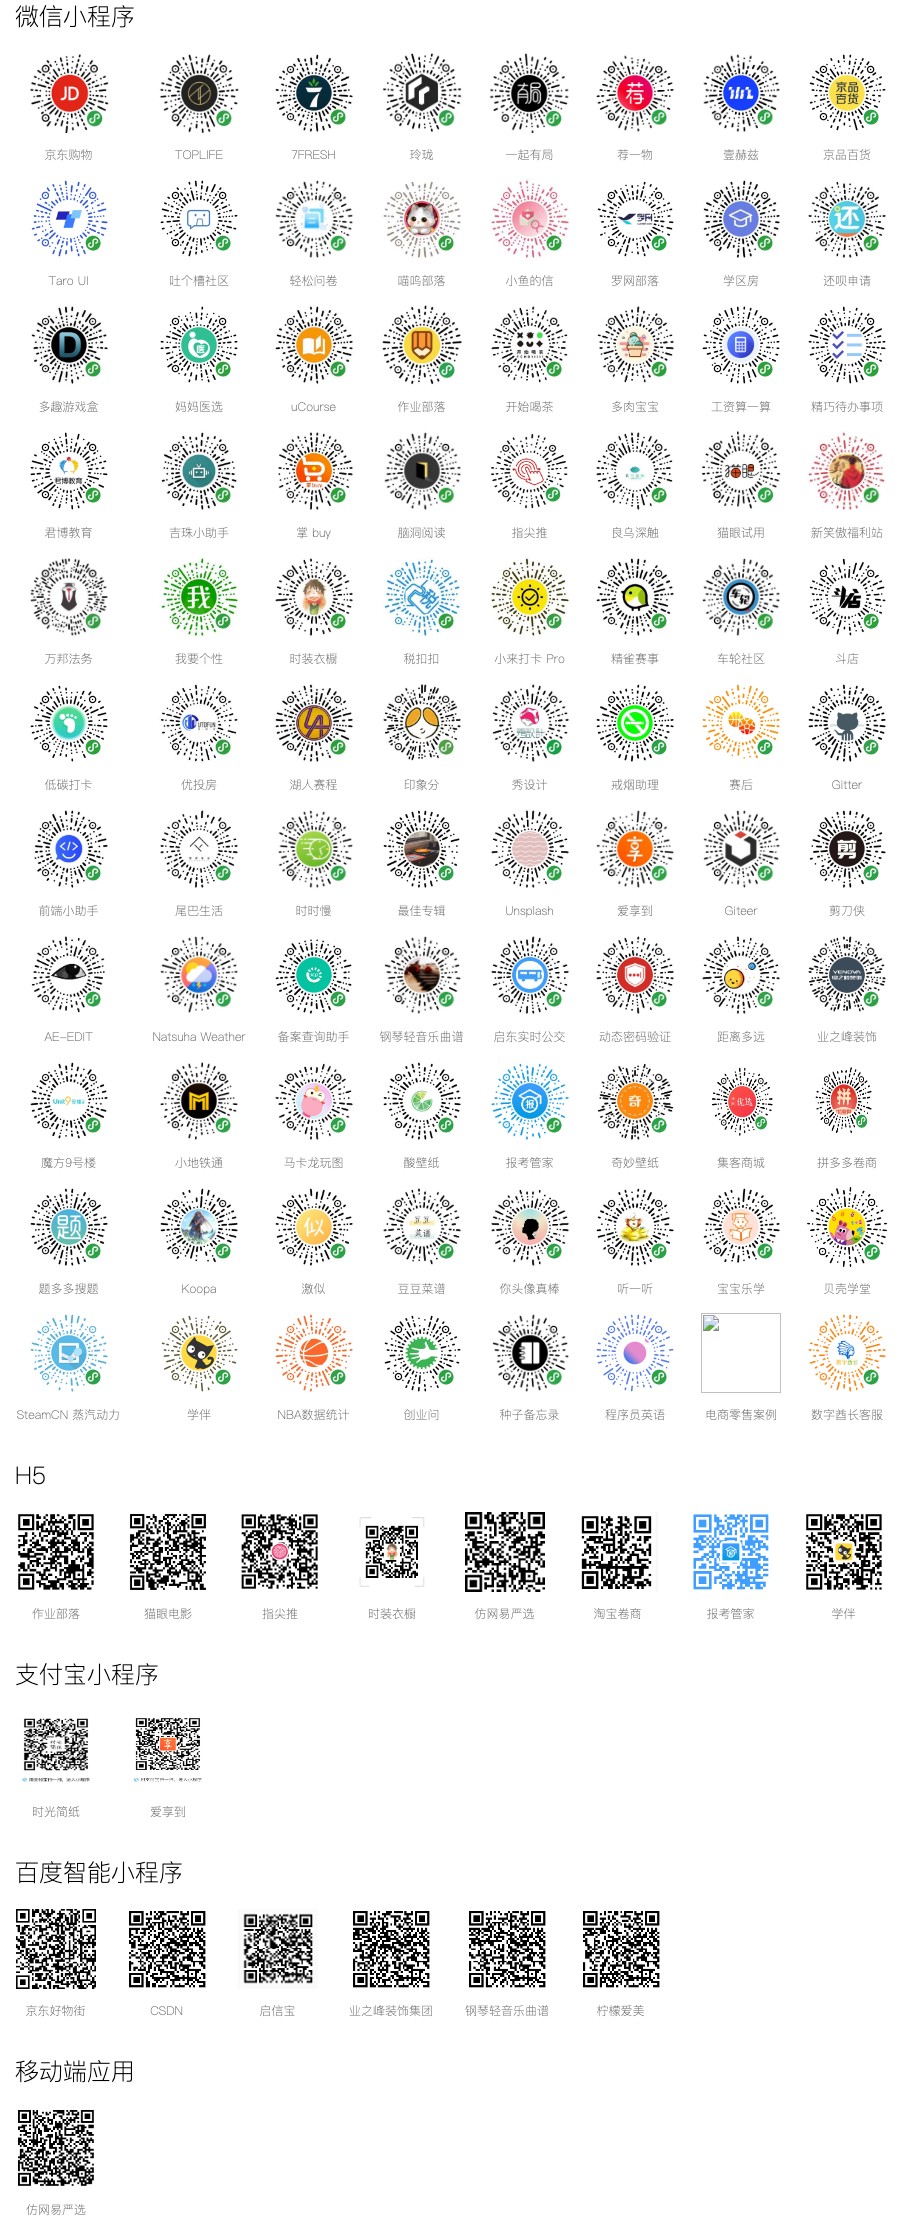 微信小程序
京东购物 TOPLIFE 7FRESH 玲珑 一起有局 荐一物 壹赫兹 京品百货
Taro UI 吐个槽社区 轻松问卷 喵呜部落 小鱼的信 罗网部落 学区房 还呗申请
多趣游戏盒 妈妈医选 uCourse 作业部落 开始喝茶 多肉宝宝 工资算一算 精巧待办事项
君博教育 吉珠小助手 掌 buy 脑洞阅读 指尖推 良乌深触 猫眼试用 新笑傲福利站
万邦法务 我要个性 时装衣橱 税扣扣 小来打卡 Pro 精雀赛事 车轮社区 斗店
低碳打卡 优投房 湖人赛程 印象分 秀设计 戒烟助理 赛后 Gitter
前端小助手 尾巴生活 时时慢 最佳专辑 Unsplash 爱享到 Giteer 剪刀侠
AE-EDIT Natsuha Weather 备案查询助手 钢琴轻音乐曲谱 启东实时公交 动态密码验证 距离多远 业之峰装饰
魔方9号楼 小地铁通 马卡龙玩图 酸壁纸 报考管家 奇妙壁纸 集客商城 拼多多卷商
题多多搜题 Koopa 激似 豆豆菜谱 你头像真棒 听一听 宝宝乐学 贝壳学堂
SteamCN 蒸汽动力 学伴 NBA数据统计 创业问 种子备忘录 程序员英语 电商零售案例 数字酋长客服
H5
作业部落 猫眼电影 指尖推 时装衣橱 仿网易严选 淘宝卷商 报考管家 学伴
支付宝小程序
时光简纸 爱享到
百度智能小程序
京东好物街 CSDN 启信宝 业之峰装饰集团 钢琴轻音乐曲谱 柠檬爱美
移动端应用
仿网易严选